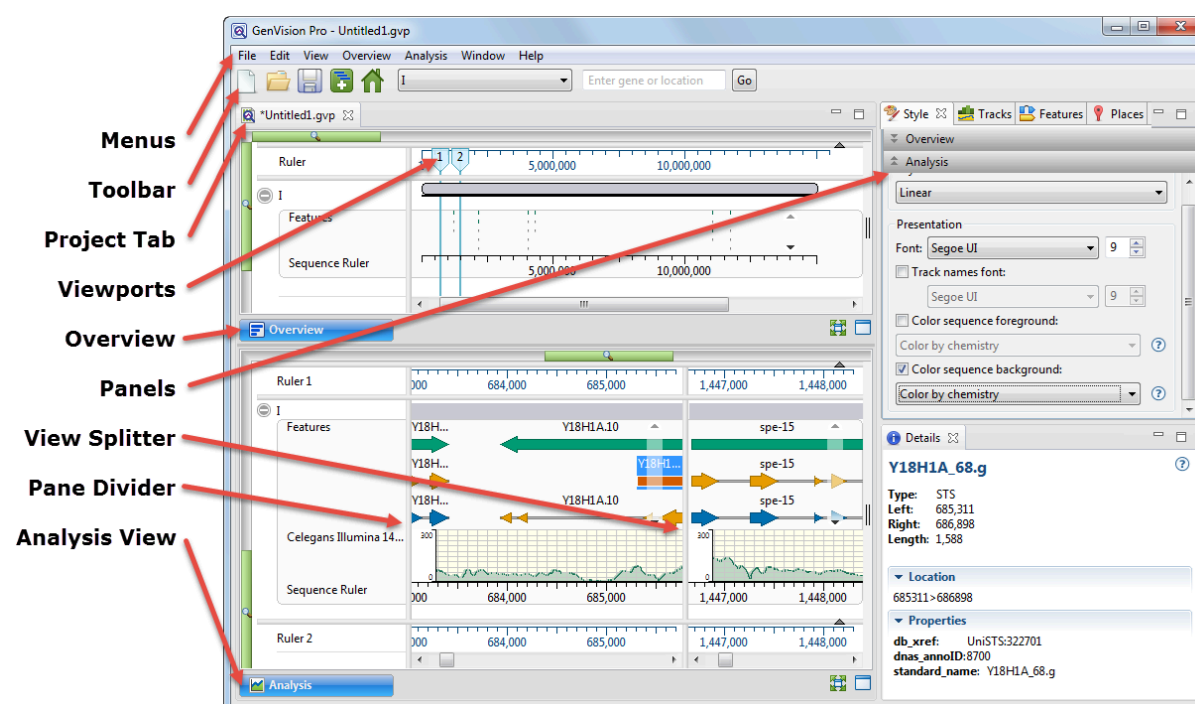 GenVision Pro - Untitled1.gvp
File Edit View Overview Analysis Window Help
I
Enter gene or location
Go
Menus
Toolbar
Project Tab
Viewports
Overview
Panels
View Splitter
Pane Divider
Analysis View
*Untitled1.gvp
Ruler
1 2
5,000,000 10,000,000
I
Features
Sequence Ruler
5,000,000 10,000,000
Overview
Ruler 1
000 684,000 685,000 1,447,000 1,448,000
I
Features
Y18H... Y18H1A.10 spe-15
Y18H... Y18H1... spe-15
Y18H... Y18H1A.10 spe-15
Celegans Illumina 14...
300 300
0 0
Sequence Ruler
000 684,000 685,000 1,447,000 1,448,000
Ruler 2
000 684,000 685,000 1,447,000 1,448,000
Analysis
Style Tracks Features Places
Overview
Analysis
Linear
Presentation
Font: Segoe UI 9
Track names font:
Segoe UI 9
Color sequence foreground:
Color by chemistry
Color sequence background:
Color by chemistry
Details
Y18H1A_68.g
Type: STS
Left: 685,311
Right: 686,898
Length: 1,588
Location
685311>686898
Properties
db_xref: UniSTS:322701
dnas_annoID:8700
standard_name: Y18H1A_68.g